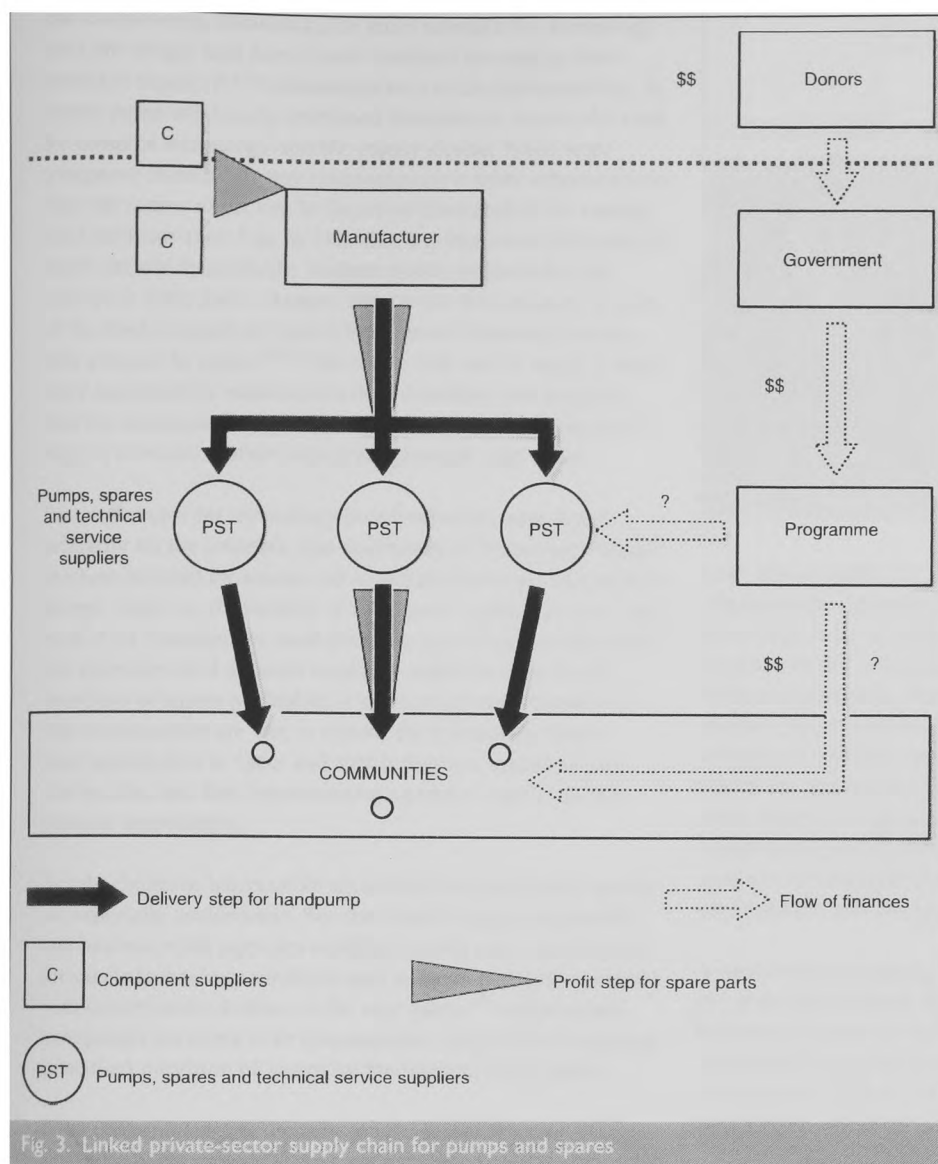 $$
Donors
C
C
Manufacturer
Government
$$
Pumps, spares
and technical
service
suppliers
PST
PST
PST
?
Programme
$$
?
COMMUNITIES
Delivery step for handpump
Flow of finances
C
Component suppliers
Profit step for spare parts
PST
Pumps, spares and technical service suppliers
Fig. 3. Linked private-sector supply chain for pumps and spares